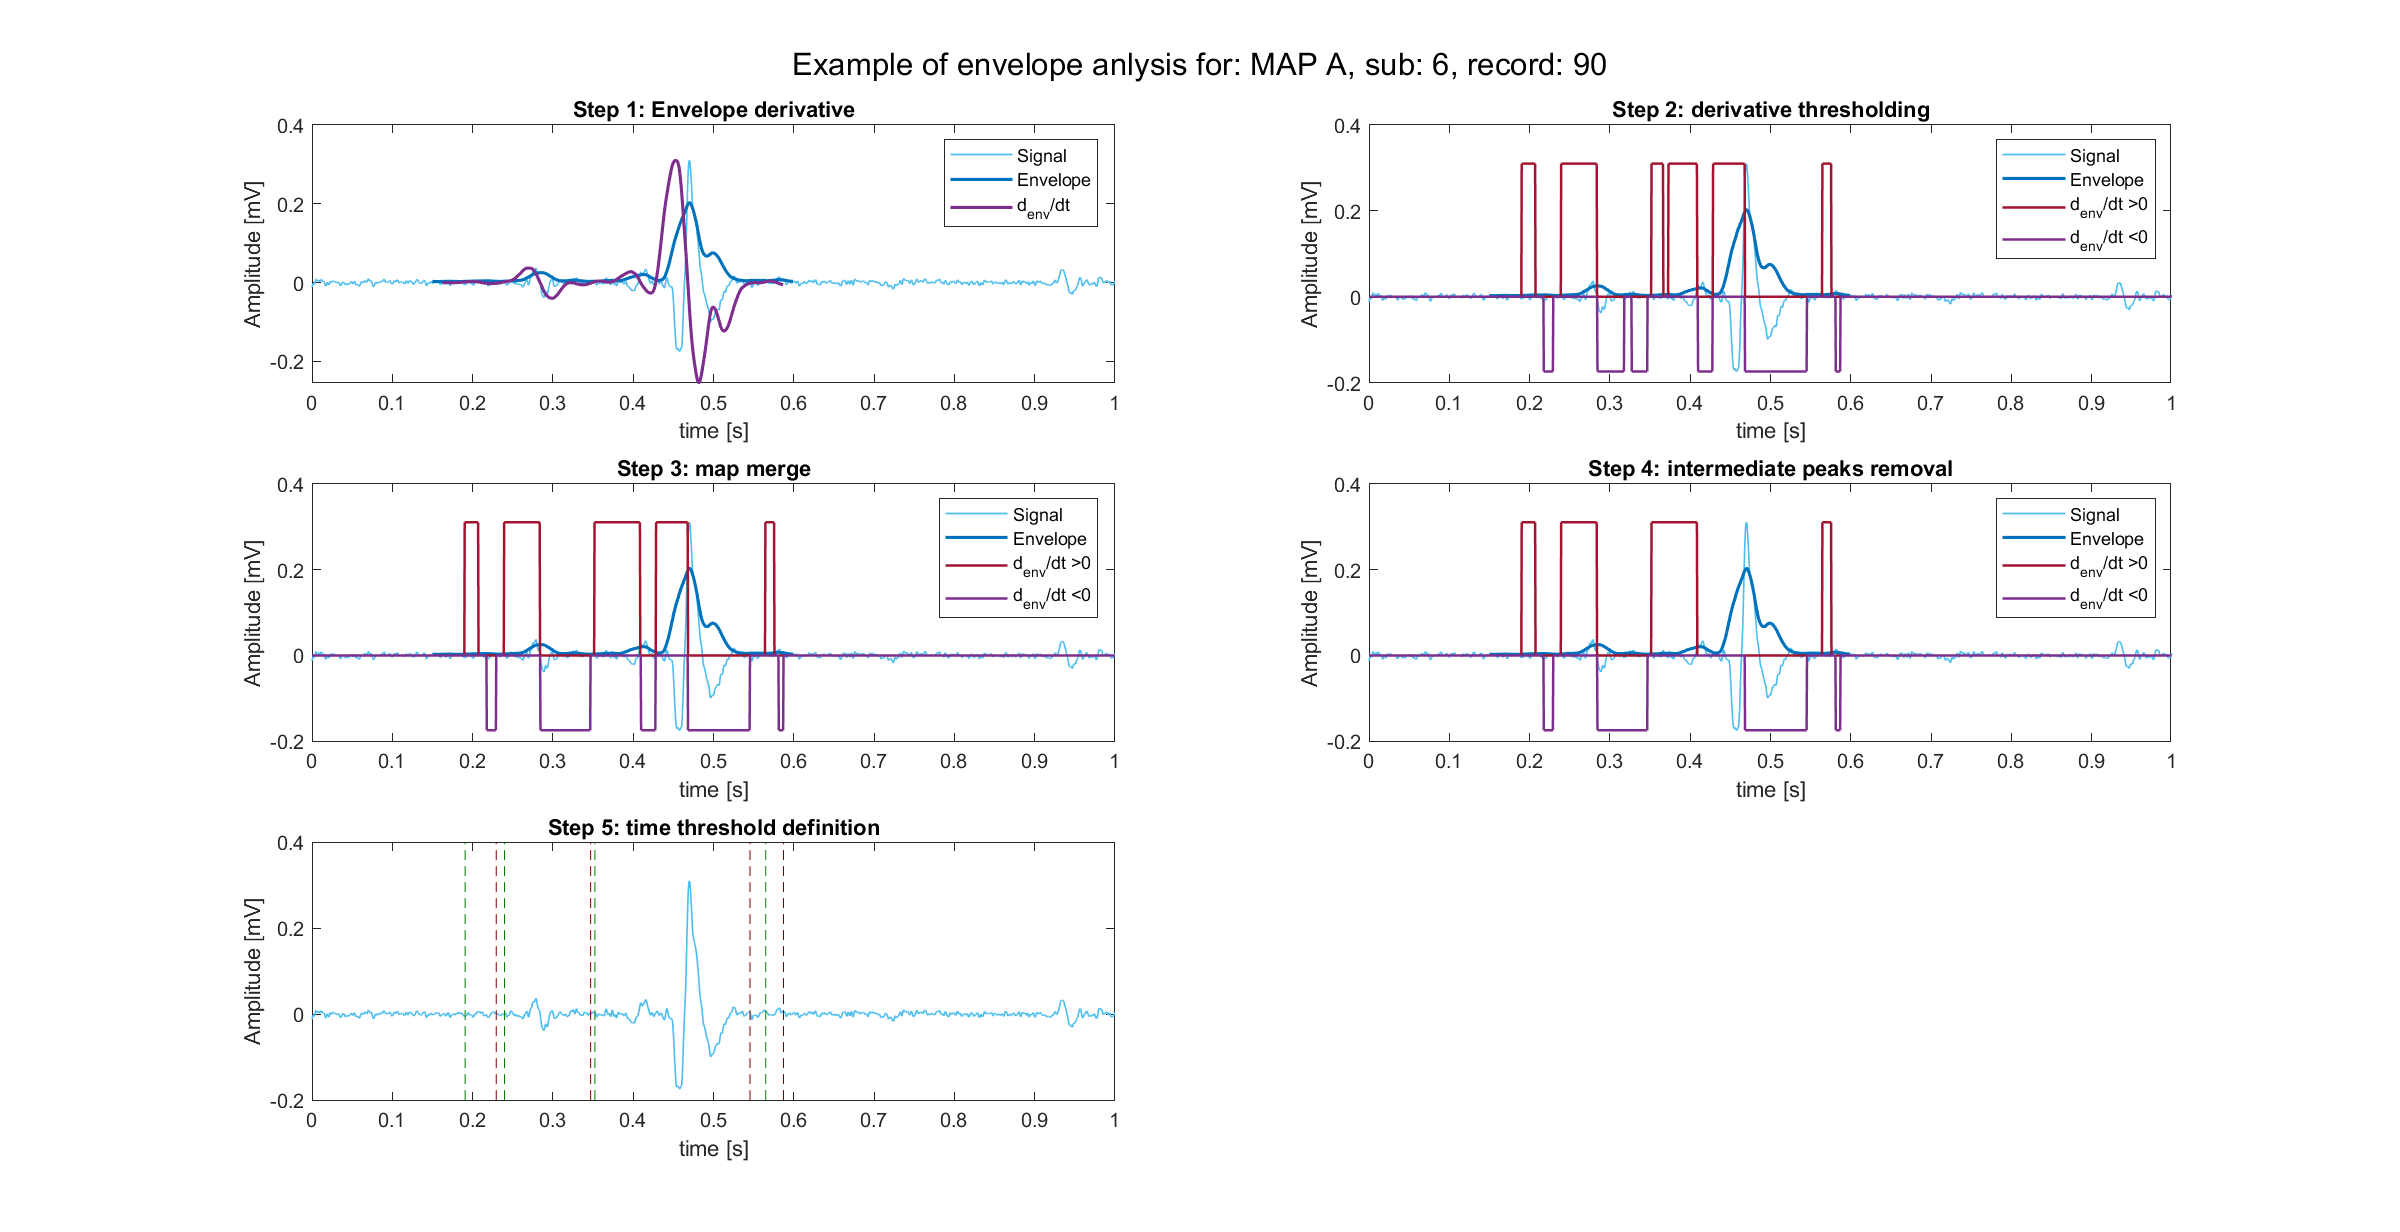 Example of envelope anlysis for: MAP A, sub: 6, record: 90
Step 1: Envelope derivative
Amplitude [mV]
0.4
0.2
0
-0.2
Signal
Envelope
d_env/dt
0 0.1 0.2 0.3 0.4 0.5 0.6 0.7 0.8 0.9 1
time [s]
Step 2: derivative thresholding
Amplitude [mV]
0.4
0.2
0
-0.2
Signal
Envelope
d_env/dt >0
d_env/dt <0
0 0.1 0.2 0.3 0.4 0.5 0.6 0.7 0.8 0.9 1
time [s]
Step 3: map merge
Amplitude [mV]
0.4
0.2
0
-0.2
Signal
Envelope
d_env/dt >0
d_env/dt <0
0 0.1 0.2 0.3 0.4 0.5 0.6 0.7 0.8 0.9 1
time [s]
Step 4: intermediate peaks removal
Amplitude [mV]
0.4
0.2
0
-0.2
Signal
Envelope
d_env/dt >0
d_env/dt <0
0 0.1 0.2 0.3 0.4 0.5 0.6 0.7 0.8 0.9 1
time [s]
Step 5: time threshold definition
Amplitude [mV]
0.4
0.2
0
-0.2
0 0.1 0.2 0.3 0.4 0.5 0.6 0.7 0.8 0.9 1
time [s]